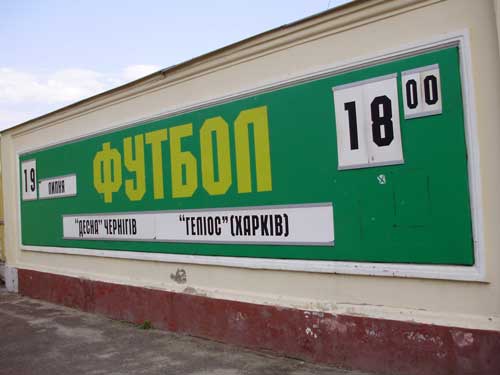 ФУТБОЛ
19 ЛИПНЯ
18 00
"ДЕСНА" ЧЕРНІГІВ "ГЕЛІОС" (ХАРКІВ)